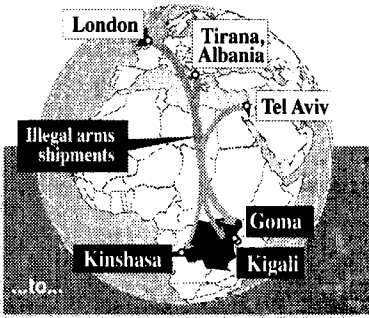 London
Tirana,
Albania
Tel Aviv
Illegal arms
shipments
Goma
Kinshasa
Kigali
...to...